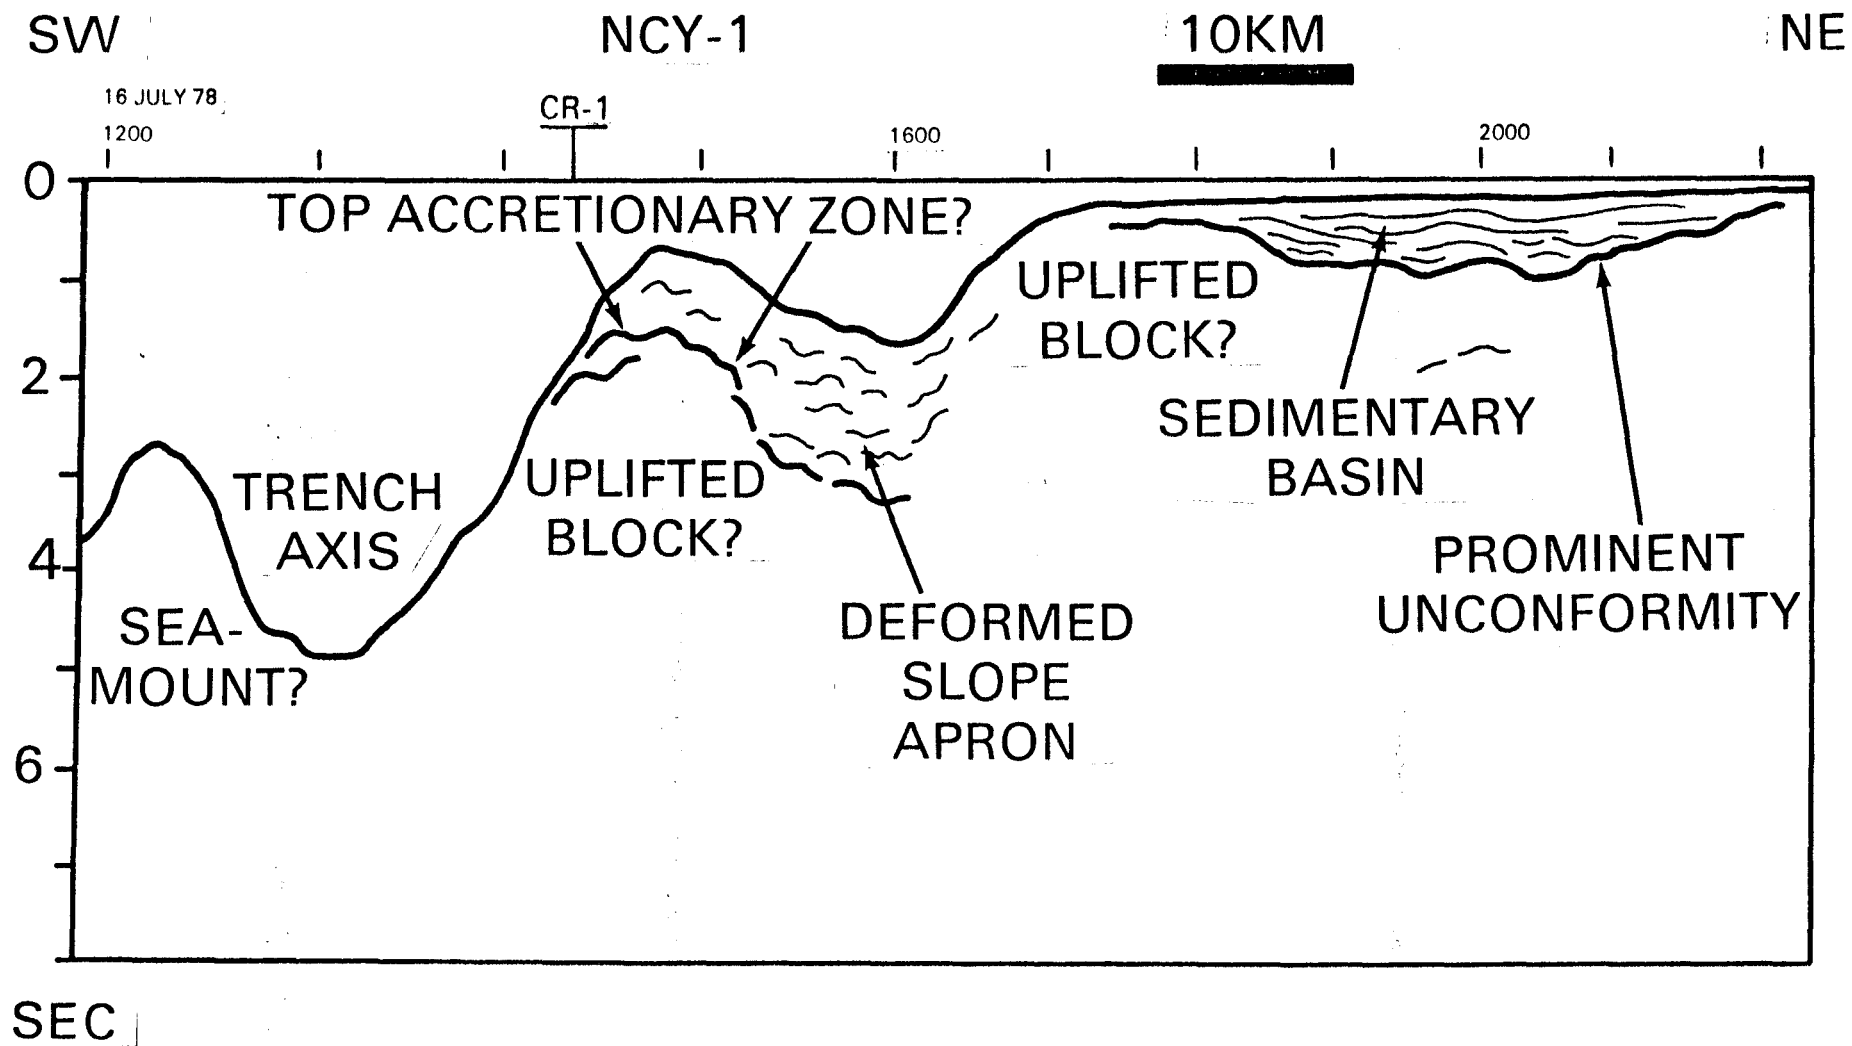 SW NCY-1 10KM NE
16 JULY 78
CR-1
1200 1600 2000
0
TOP ACCRETIONARY ZONE?
UPLIFTED
BLOCK?
2
SEDIMENTARY
BASIN
TRENCH
AXIS
UPLIFTED
BLOCK?
PROMINENT
UNCONFORMITY
4
SEA-
MOUNT?
DEFORMED
SLOPE
APRON
6
SEC